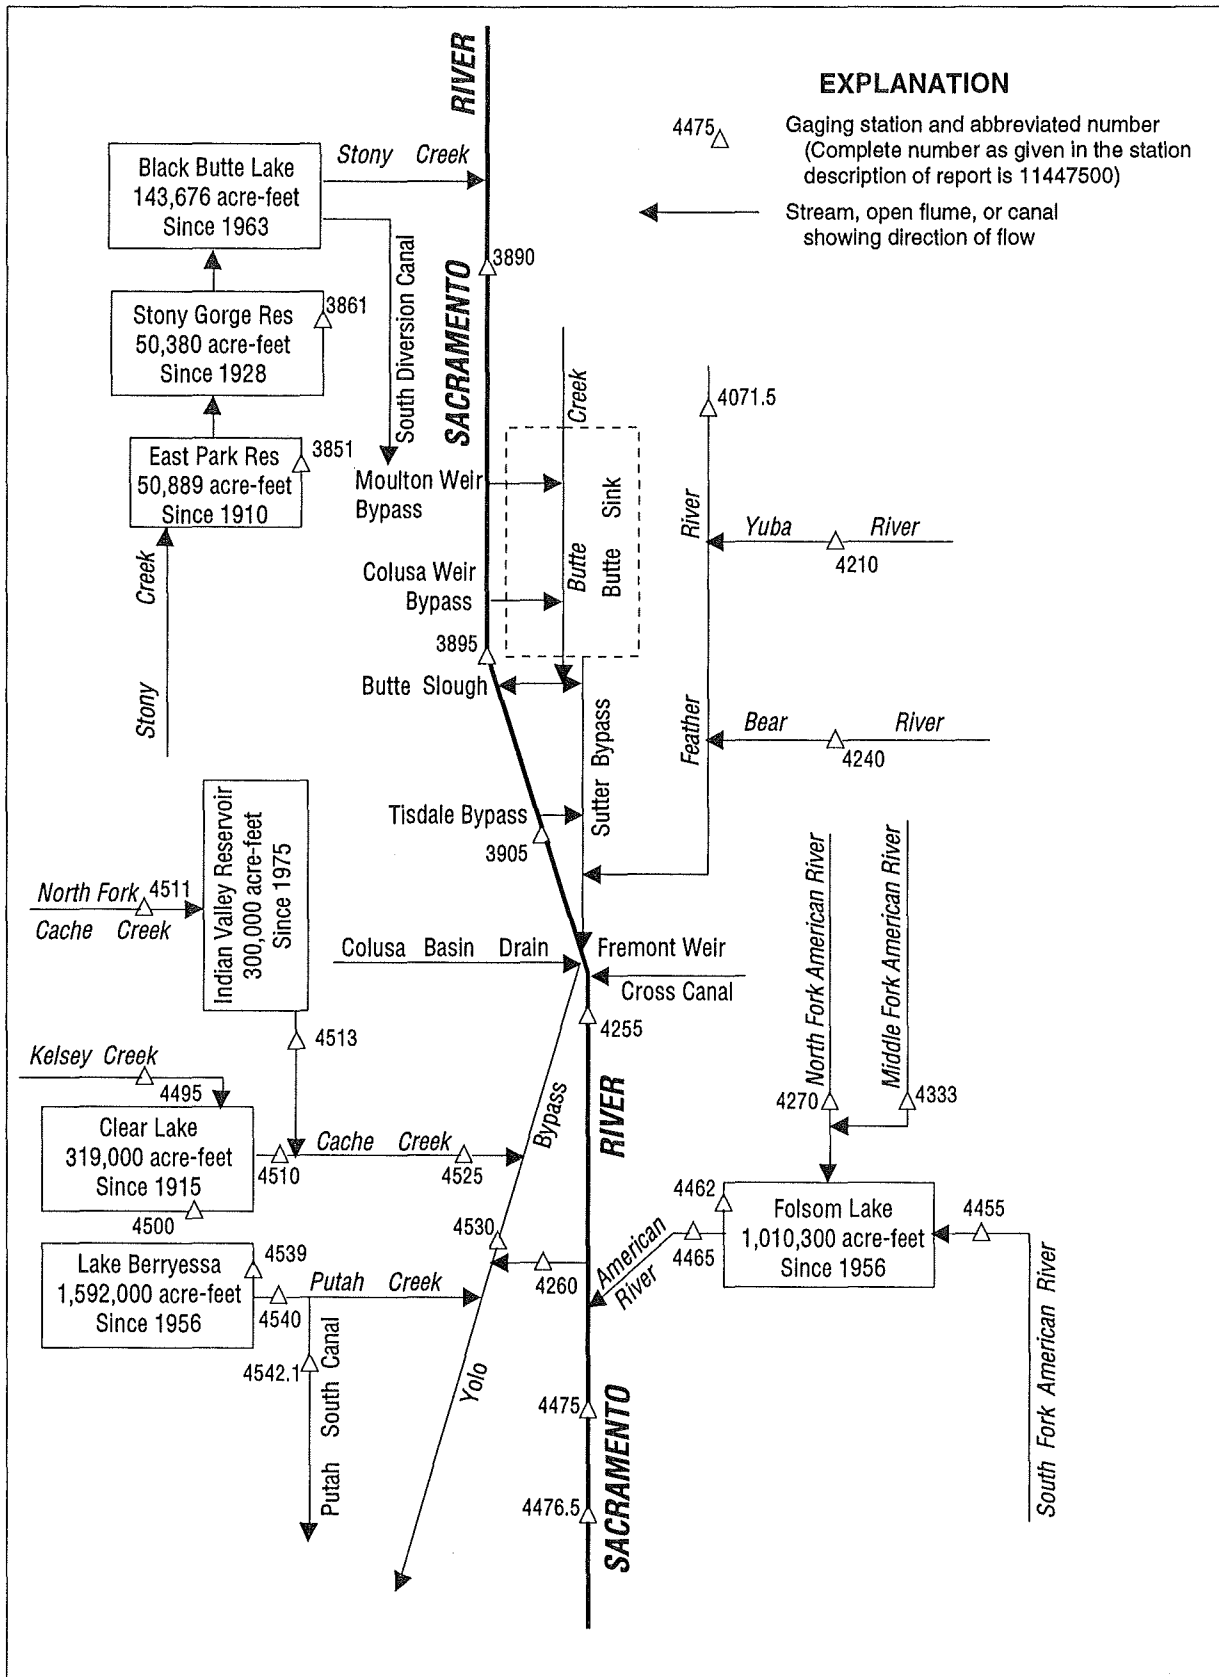 EXPLANATION
4475
Gaging station and abbreviated number
(Complete number as given in the station
description of report is 11447500)
Stream, open flume, or canal
showing direction of flow
RIVER
SACRAMENTO
Black Butte Lake
143,676 acre-feet
Since 1963
Stony Creek
South Diversion Canal
3890
Stony Gorge Res
50,380 acre-feet
Since 1928
3861
East Park Res
50,889 acre-feet
Since 1910
3851
Stony Creek
Moulton Weir
Bypass
Colusa Weir
Bypass
Butte Creek
Butte Sink
3895
Butte Slough
Sutter Bypass
Tisdale Bypass
3905
4071.5
Feather River
Yuba River
4210
Bear River
4240
Indian Valley Reservoir
300,000 acre-feet
Since 1975
North Fork
Cache Creek
4511
4513
Colusa Basin Drain
Fremont Weir
Cross Canal
4255
Kelsey Creek
4495
Clear Lake
319,000 acre-feet
Since 1915
4500
4510
Cache Creek
4525
Yolo Bypass
4530
4260
Lake Berryessa
1,592,000 acre-feet
Since 1956
4539
4540
Putah Creek
4542.1
Putah South Canal
North Fork American River
Middle Fork American River
4270
4333
Folsom Lake
1,010,300 acre-feet
Since 1956
4462
4465
4455
American
River
South Fork American River
RIVER
SACRAMENTO
4475
4476.5